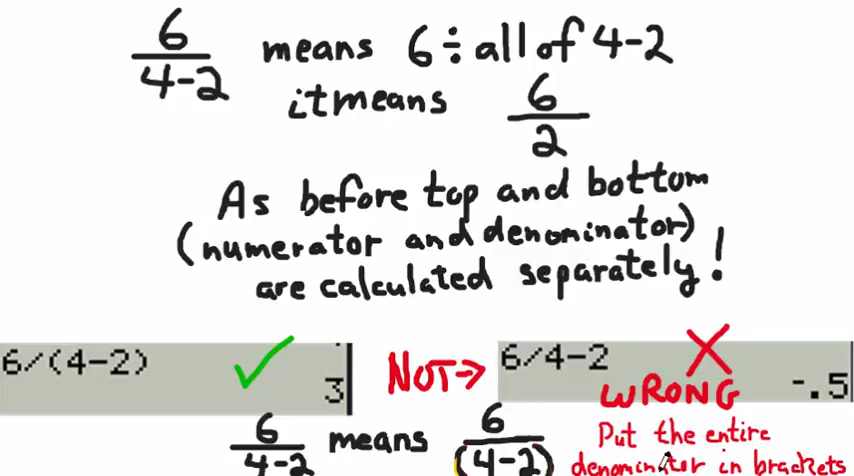 6/4-2 means 6÷all of 4-2
it means 6/2
As before top and bottom
(numerator and denominator)
are calculated separately!
6/(4-2)
3
NOT→
6/4-2
-.5
WRONG
6/4-2 means 6/(4-2)
Put the entire
denominator in brackets